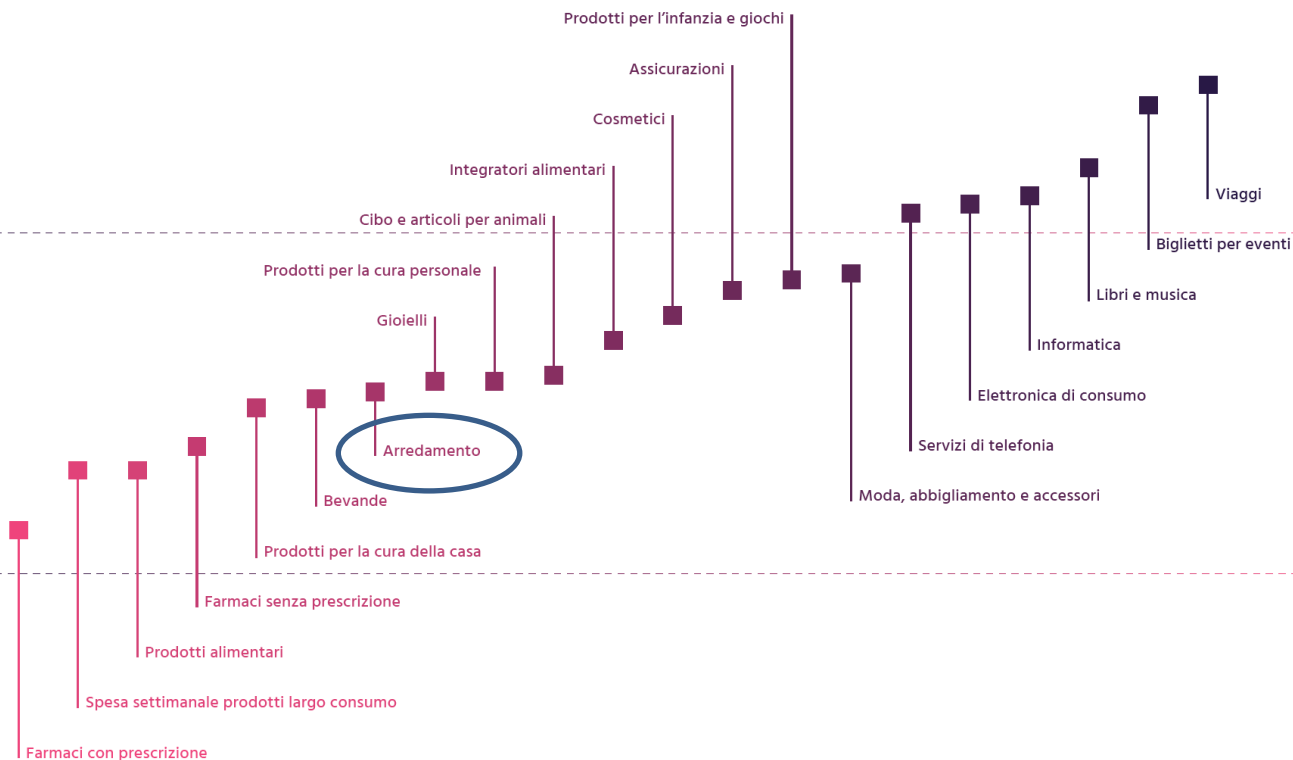 Prodotti per l'infanzia e giochi
Assicurazioni
Cosmetici
Integratori alimentari
Viaggi
Cibo e articoli per animali
Biglietti per eventi
Prodotti per la cura personale
Libri e musica
Gioielli
Informatica
Elettronica di consumo
Servizi di telefonia
Arredamento
Moda, abbigliamento e accessori
Bevande
Prodotti per la cura della casa
Farmaci senza prescrizione
Prodotti alimentari
Spesa settimanale prodotti largo consumo
Farmaci con prescrizione